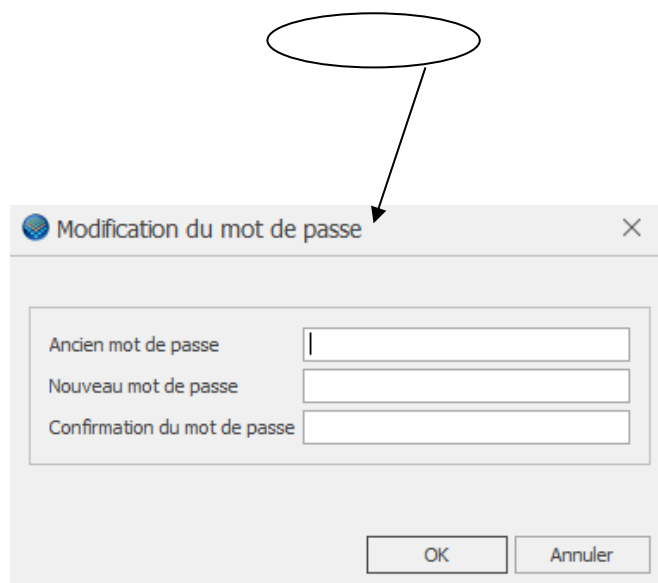 Modification du mot de passe
Ancien mot de passe
Nouveau mot de passe
Confirmation du mot de passe
OK Annuler